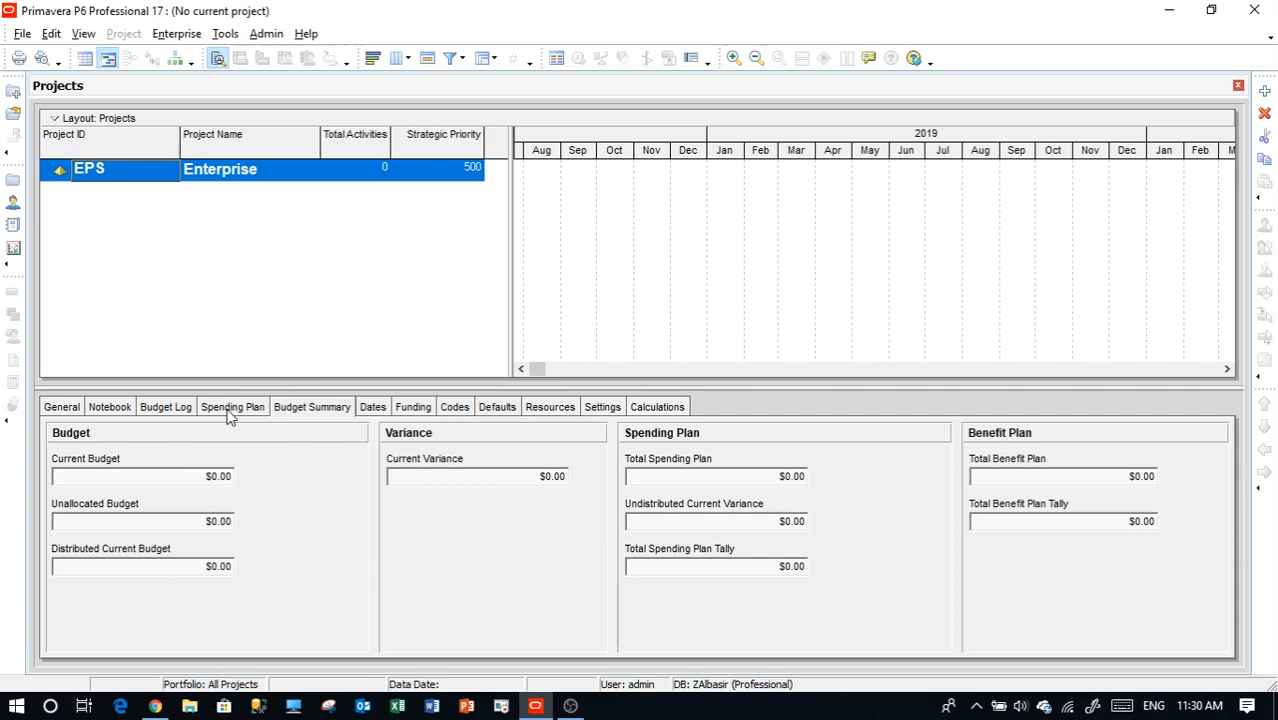 Primavera P6 Professional 17 : (No current project)
File Edit View Project Enterprise Tools Admin Help
Projects
Layout: Projects
Project ID Project Name Total Activities Strategic Priority
2019
Aug Sep Oct Nov Dec Jan Feb Mar Apr May Jun Jul Aug Sep Oct Nov Dec Jan Feb M
EPS Enterprise 0 500
General Notebook Budget Log Spending Plan Budget Summary Dates Funding Codes Defaults Resources Settings Calculations
Budget Variance Spending Plan Benefit Plan
Current Budget Current Variance Total Spending Plan Total Benefit Plan
$0.00 $0.00 $0.00 $0.00
Unallocated Budget Undistributed Current Variance Total Benefit Plan Tally
$0.00 $0.00 $0.00
Distributed Current Budget Total Spending Plan Tally
$0.00 $0.00
Portfolio: All Projects Data Date: User: admin DB: ZAlbasir (Professional)
ENG 11:30 AM